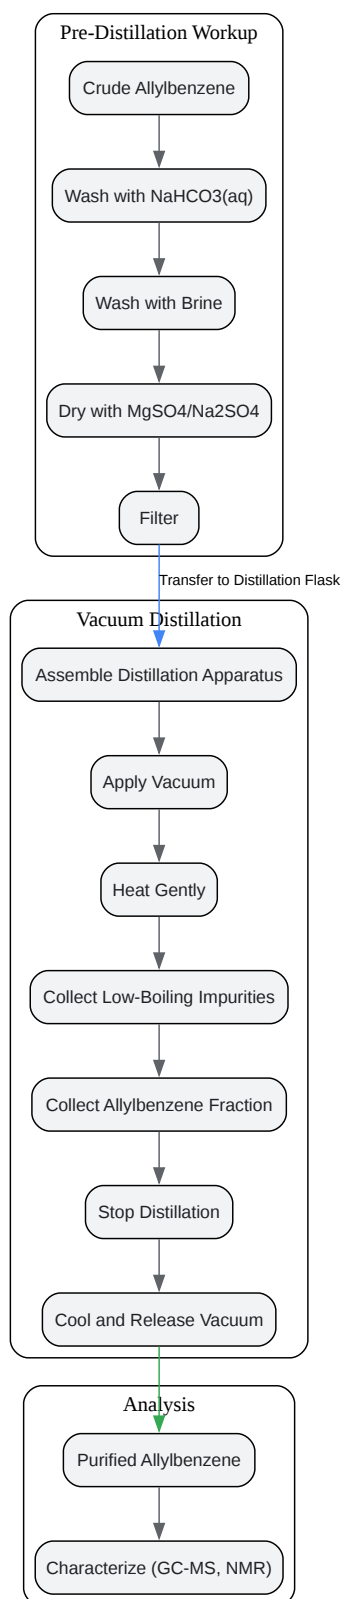 Pre-Distillation Workup
Crude Allylbenzene
Wash with NaHCO3(aq)
Wash with Brine
Dry with MgSO4/Na2SO4
Filter
Transfer to Distillation Flask
Vacuum Distillation
Assemble Distillation Apparatus
Apply Vacuum
Heat Gently
Collect Low-Boiling Impurities
Collect Allylbenzene Fraction
Stop Distillation
Cool and Release Vacuum
Analysis
Purified Allylbenzene
Characterize (GC-MS, NMR)